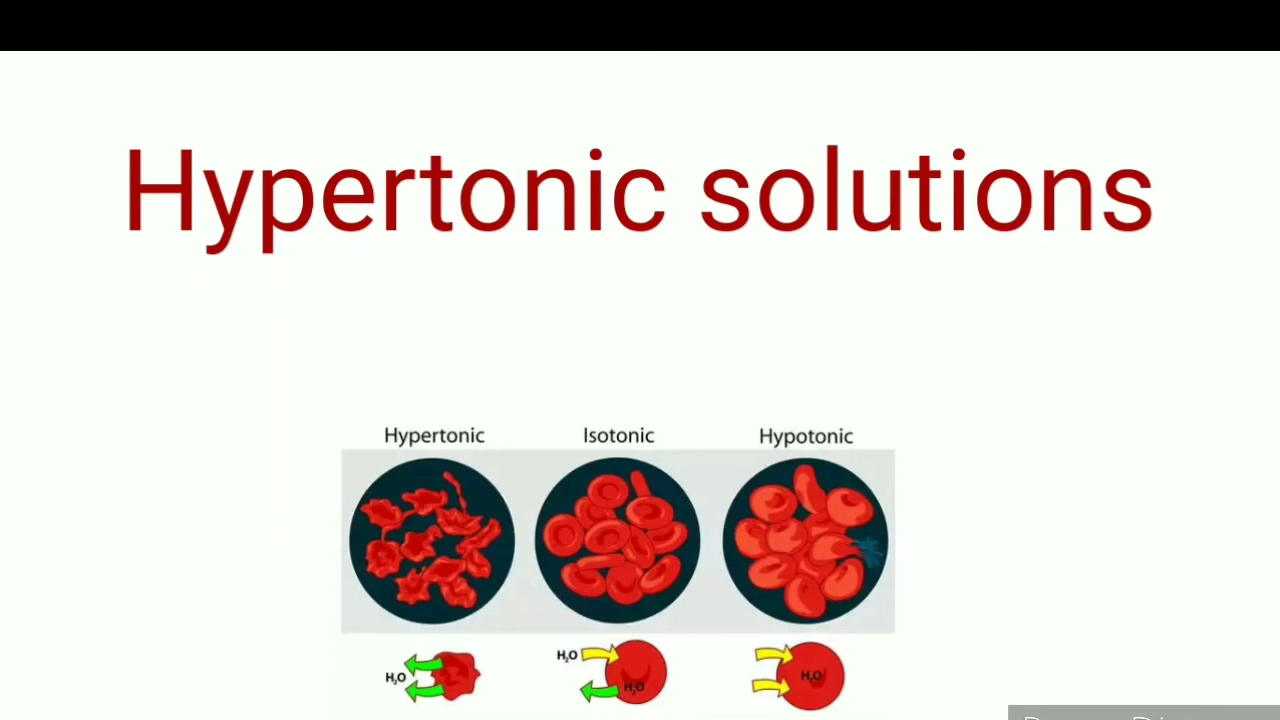 Hypertonic solutions
Hypertonic Isotonic Hypotonic
H₂O H₂O H₂O H₂O